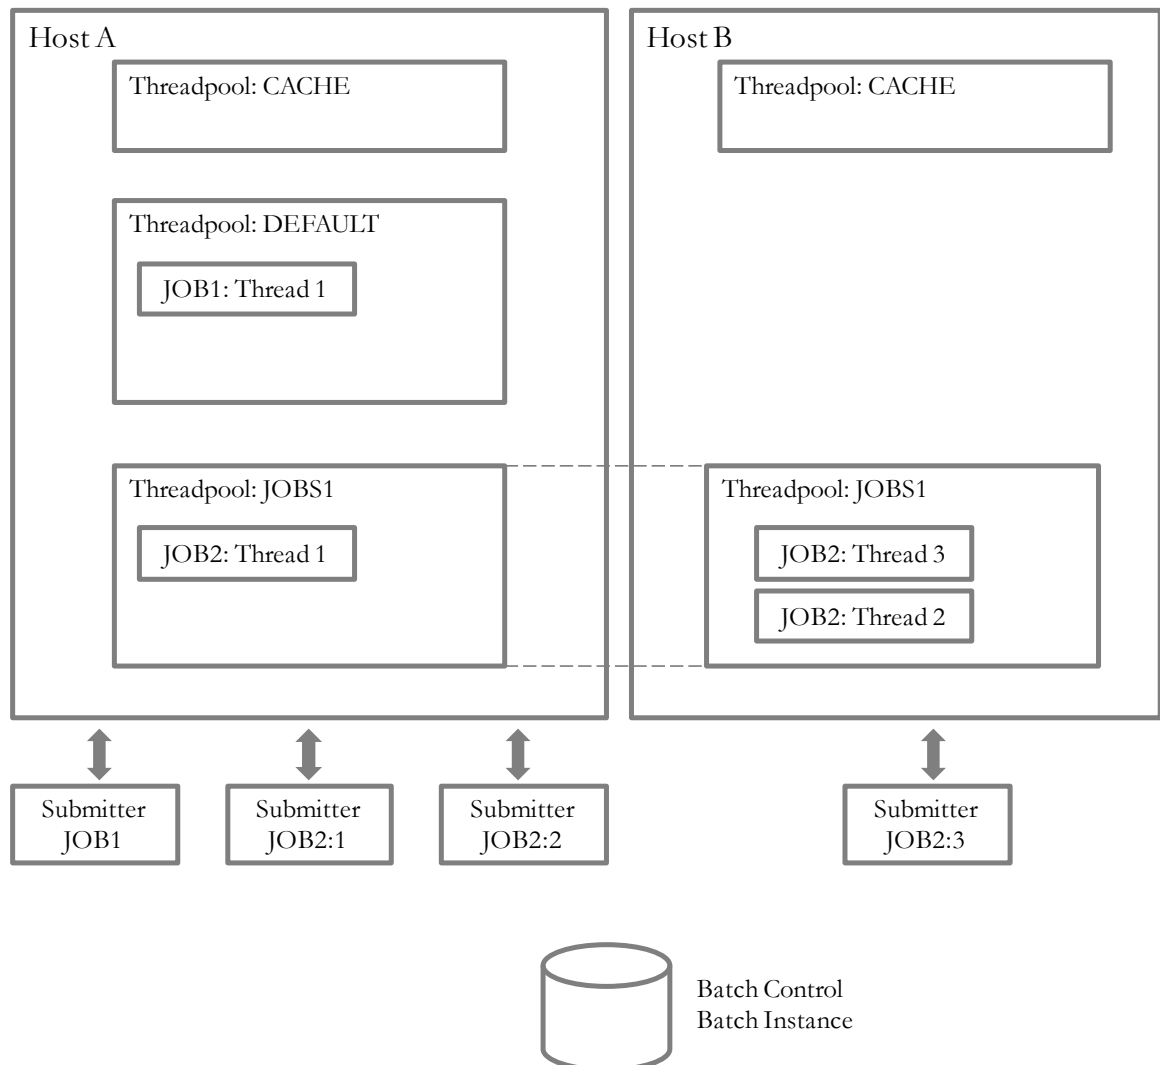 Host A
Threadpool: CACHE
Threadpool: DEFAULT
JOB1: Thread 1
Threadpool: JOBS1
JOB2: Thread 1
Host B
Threadpool: CACHE
Threadpool: JOBS1
JOB2: Thread 3
JOB2: Thread 2
Submitter
JOB1
Submitter
JOB2:1
Submitter
JOB2:2
Submitter
JOB2:3
Batch Control
Batch Instance